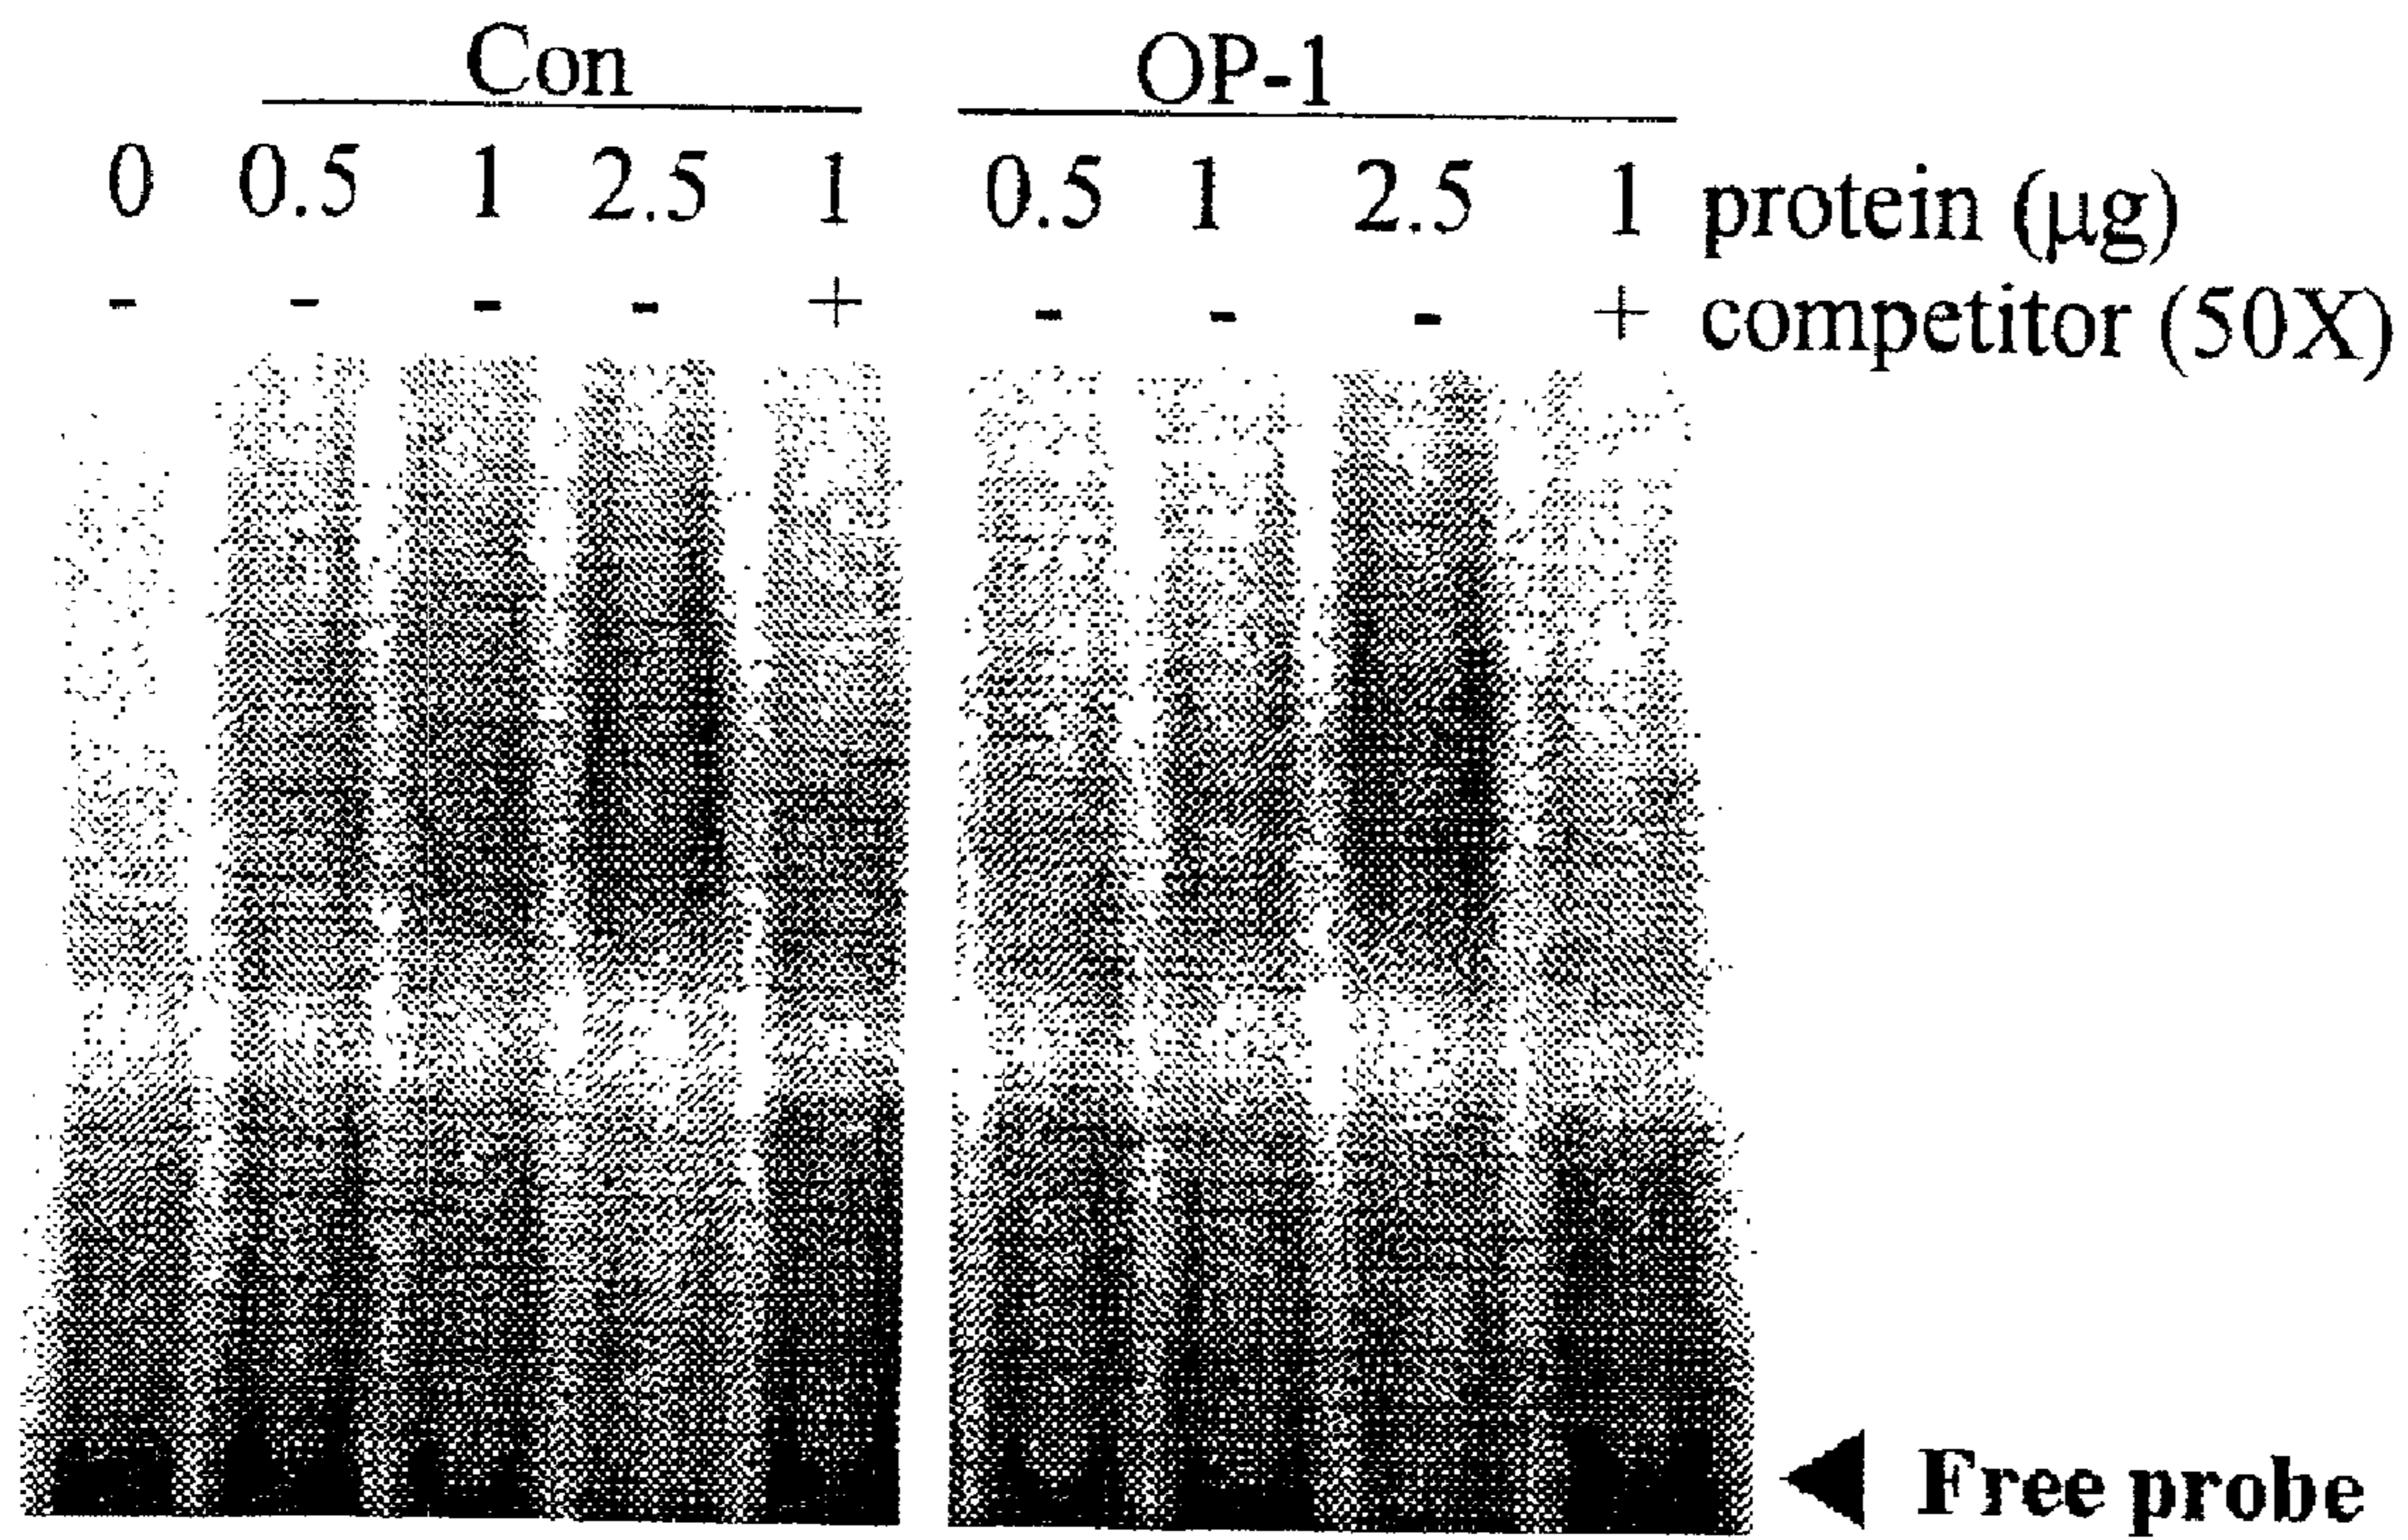 Con OP-1
0 0.5 1 2.5 1 0.5 1 2.5 1 protein (μg)
- - - - + - - - + competitor (50X)
Free probe